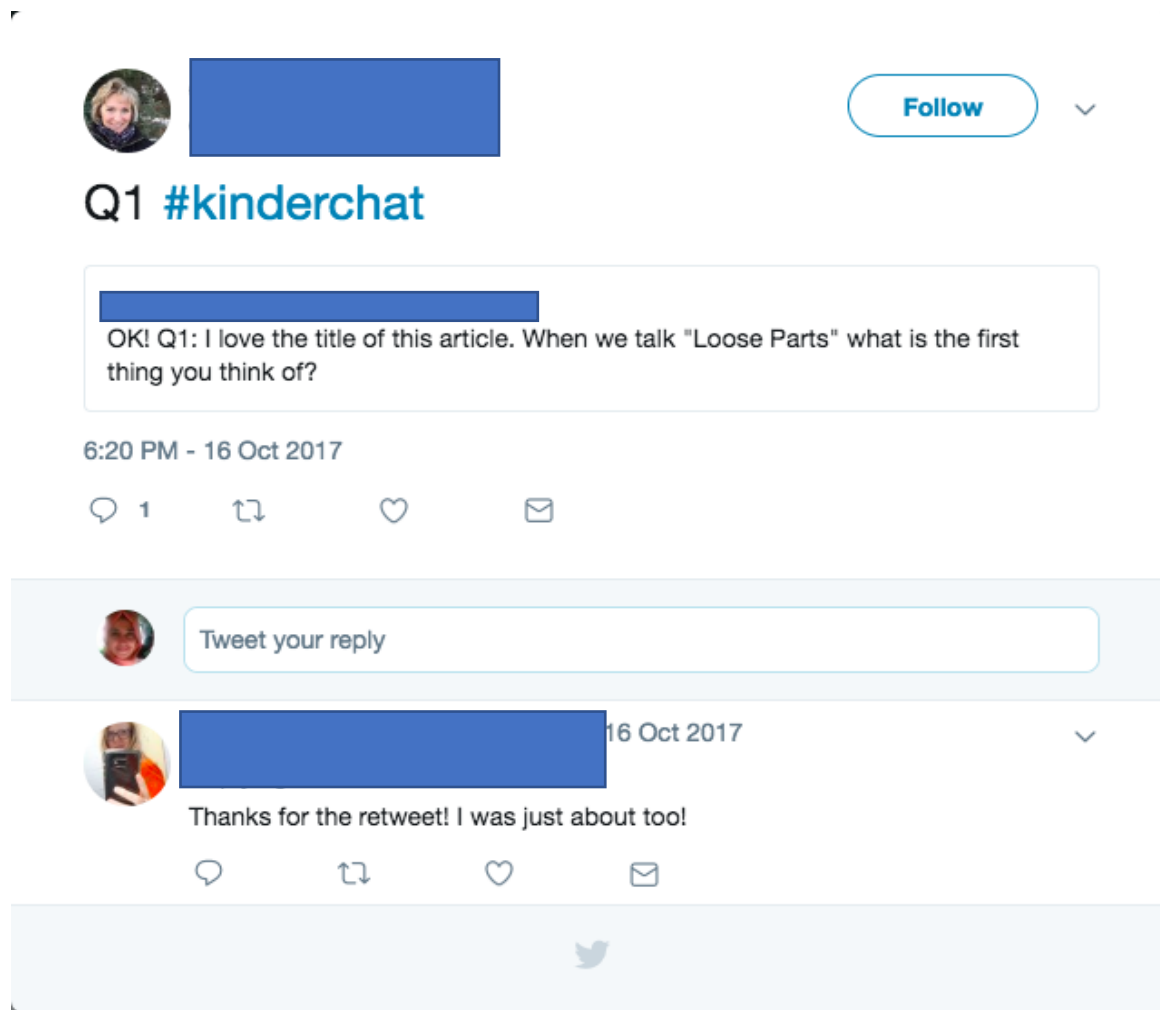 Follow
Q1 #kinderchat
OK! Q1: I love the title of this article. When we talk "Loose Parts" what is the first
thing you think of?
6:20 PM - 16 Oct 2017
1
Tweet your reply
16 Oct 2017
Thanks for the retweet! I was just about too!